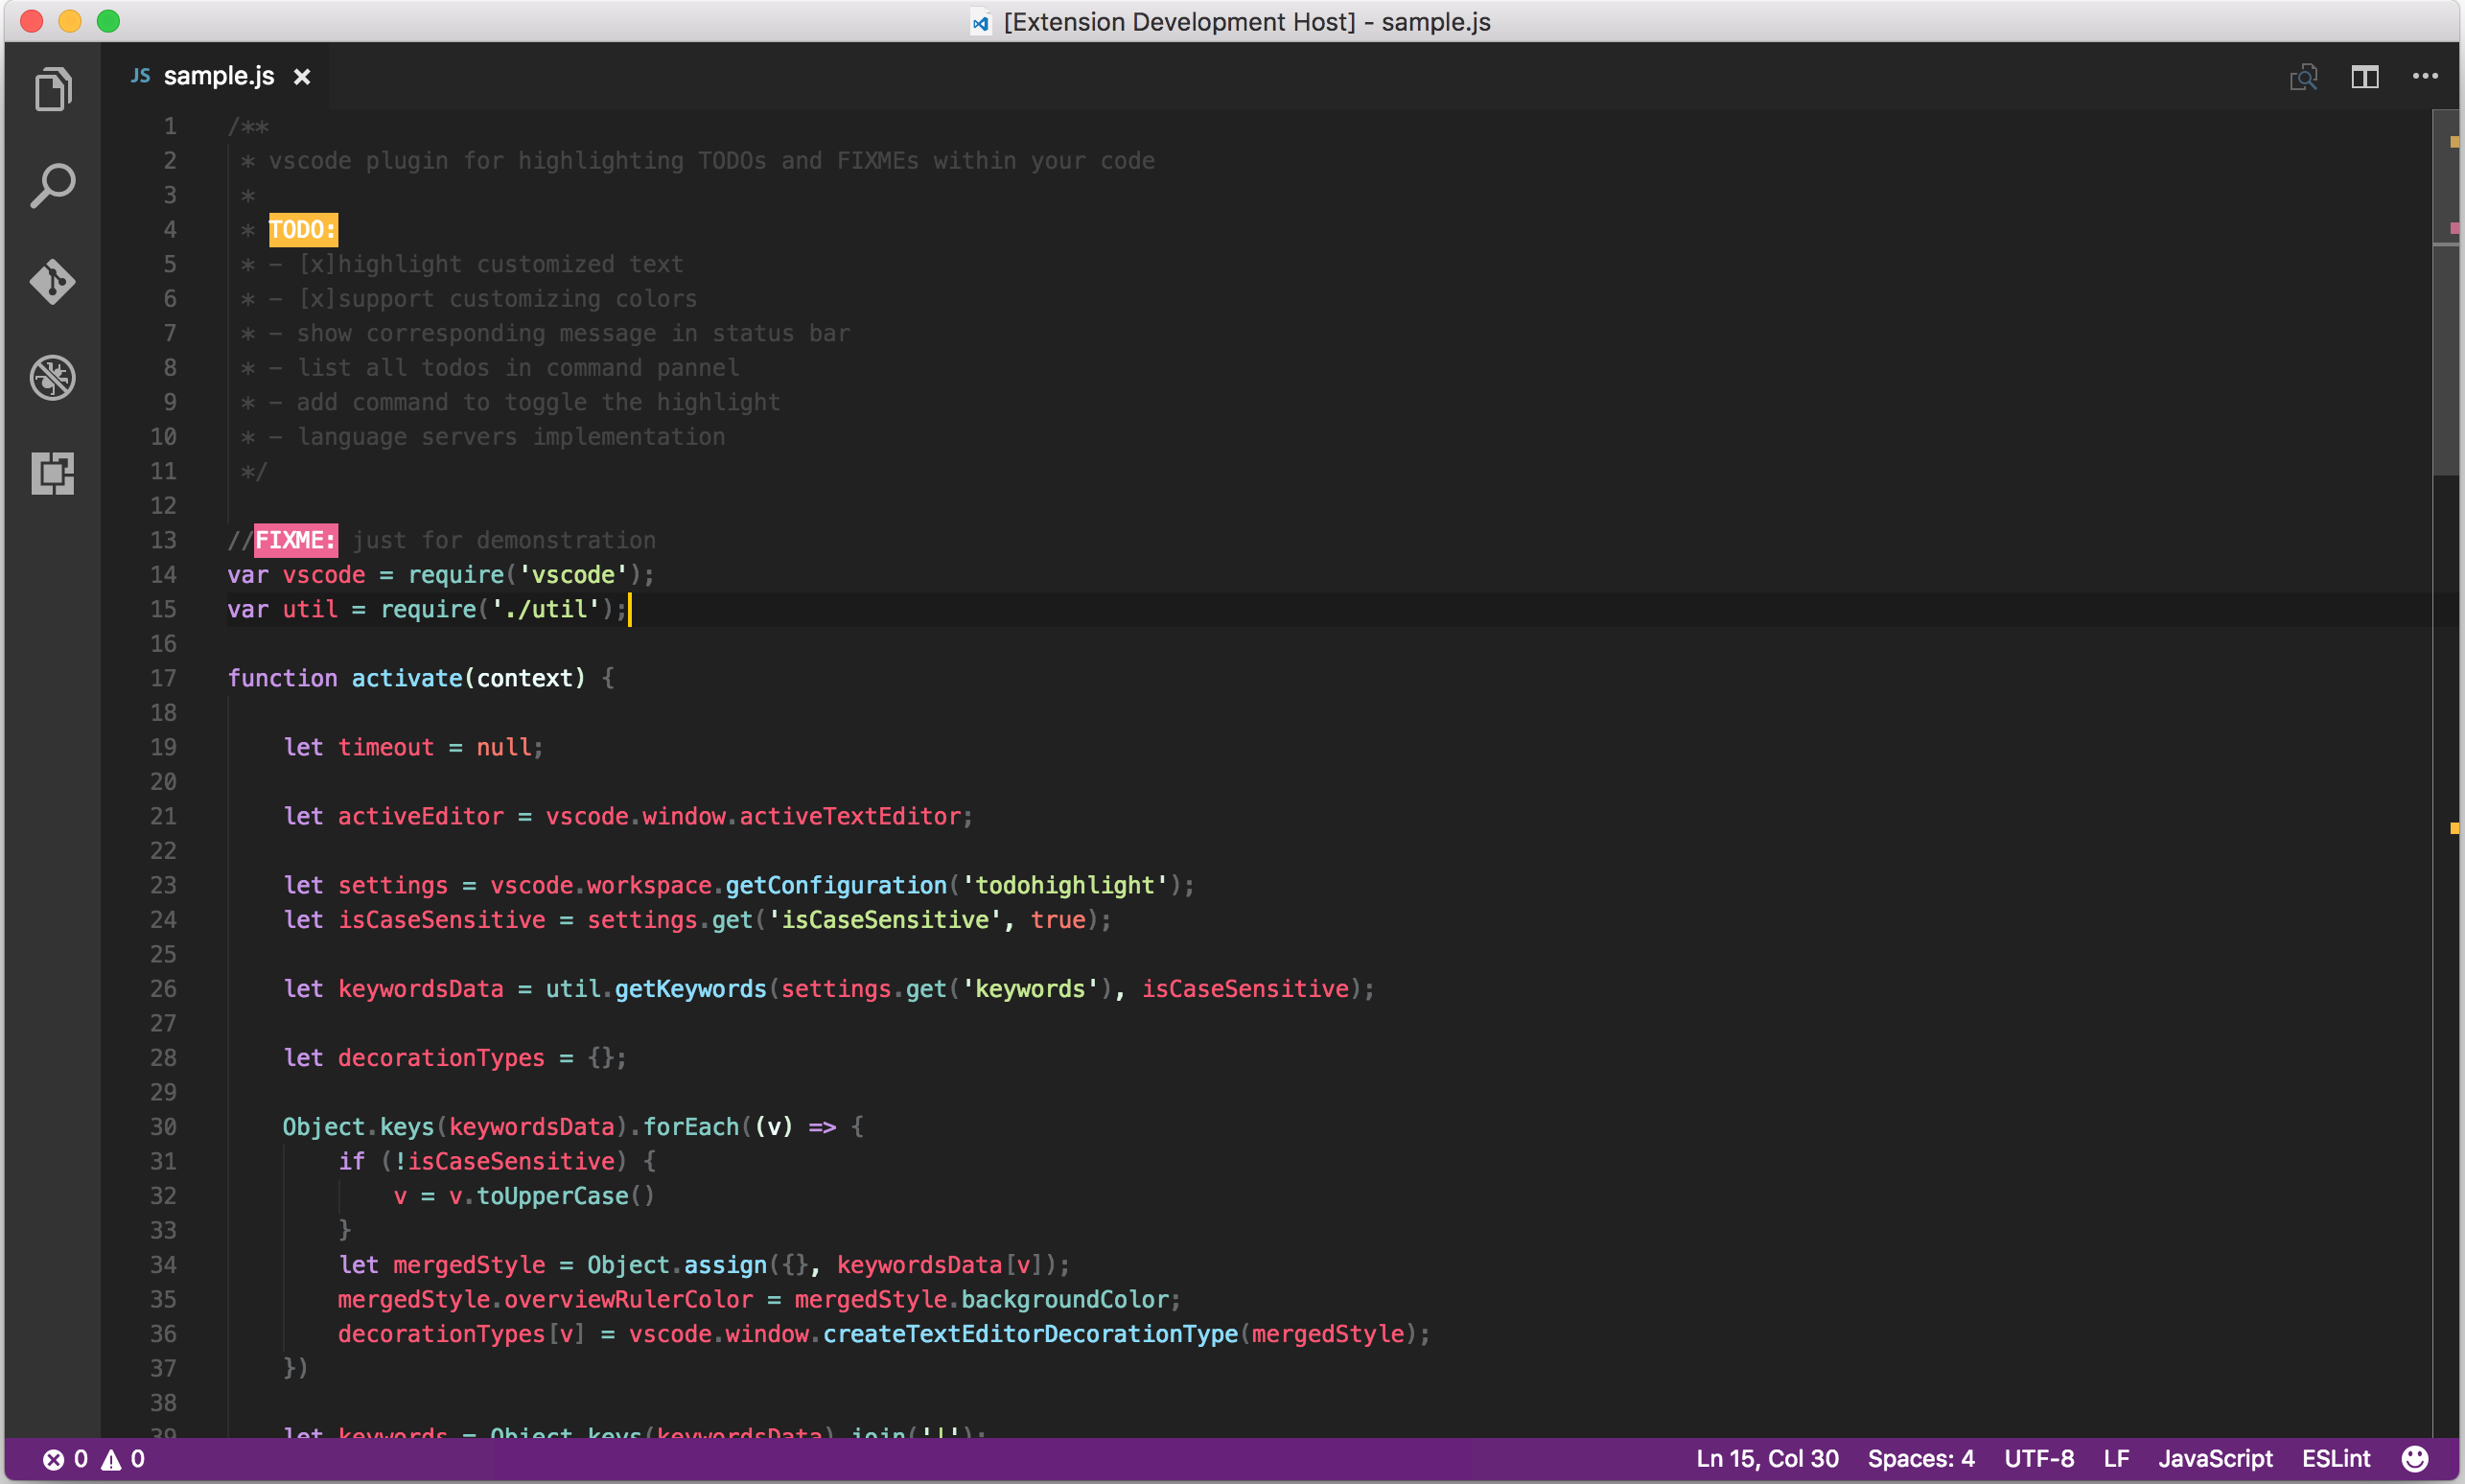 [Extension Development Host] - sample.js
JS sample.js ×
1 /**
2 * vscode plugin for highlighting TODOs and FIXMEs within your code
3 *
4 * TODO:
5 * - [x]highlight customized text
6 * - [x]support customizing colors
7 * - show corresponding message in status bar
8 * - list all todos in command pannel
9 * - add command to toggle the highlight
10 * - language servers implementation
11 */
12
13 //FIXME: just for demonstration
14 var vscode = require('vscode');
15 var util = require('./util');
16
17 function activate(context) {
18
19 let timeout = null;
20
21 let activeEditor = vscode.window.activeTextEditor;
22
23 let settings = vscode.workspace.getConfiguration('todohighlight');
24 let isCaseSensitive = settings.get('isCaseSensitive', true);
25
26 let keywordsData = util.getKeywords(settings.get('keywords'), isCaseSensitive);
27
28 let decorationTypes = {};
29
30 Object.keys(keywordsData).forEach((v) => {
31 if (!isCaseSensitive) {
32 v = v.toUpperCase()
33 }
34 let mergedStyle = Object.assign({}, keywordsData[v]);
35 mergedStyle.overviewRulerColor = mergedStyle.backgroundColor;
36 decorationTypes[v] = vscode.window.createTextEditorDecorationType(mergedStyle);
37 })
38
39 let keywords = Object.keys(keywordsData).join('|');
0 0 Ln 15, Col 30 Spaces: 4 UTF-8 LF JavaScript ESLint